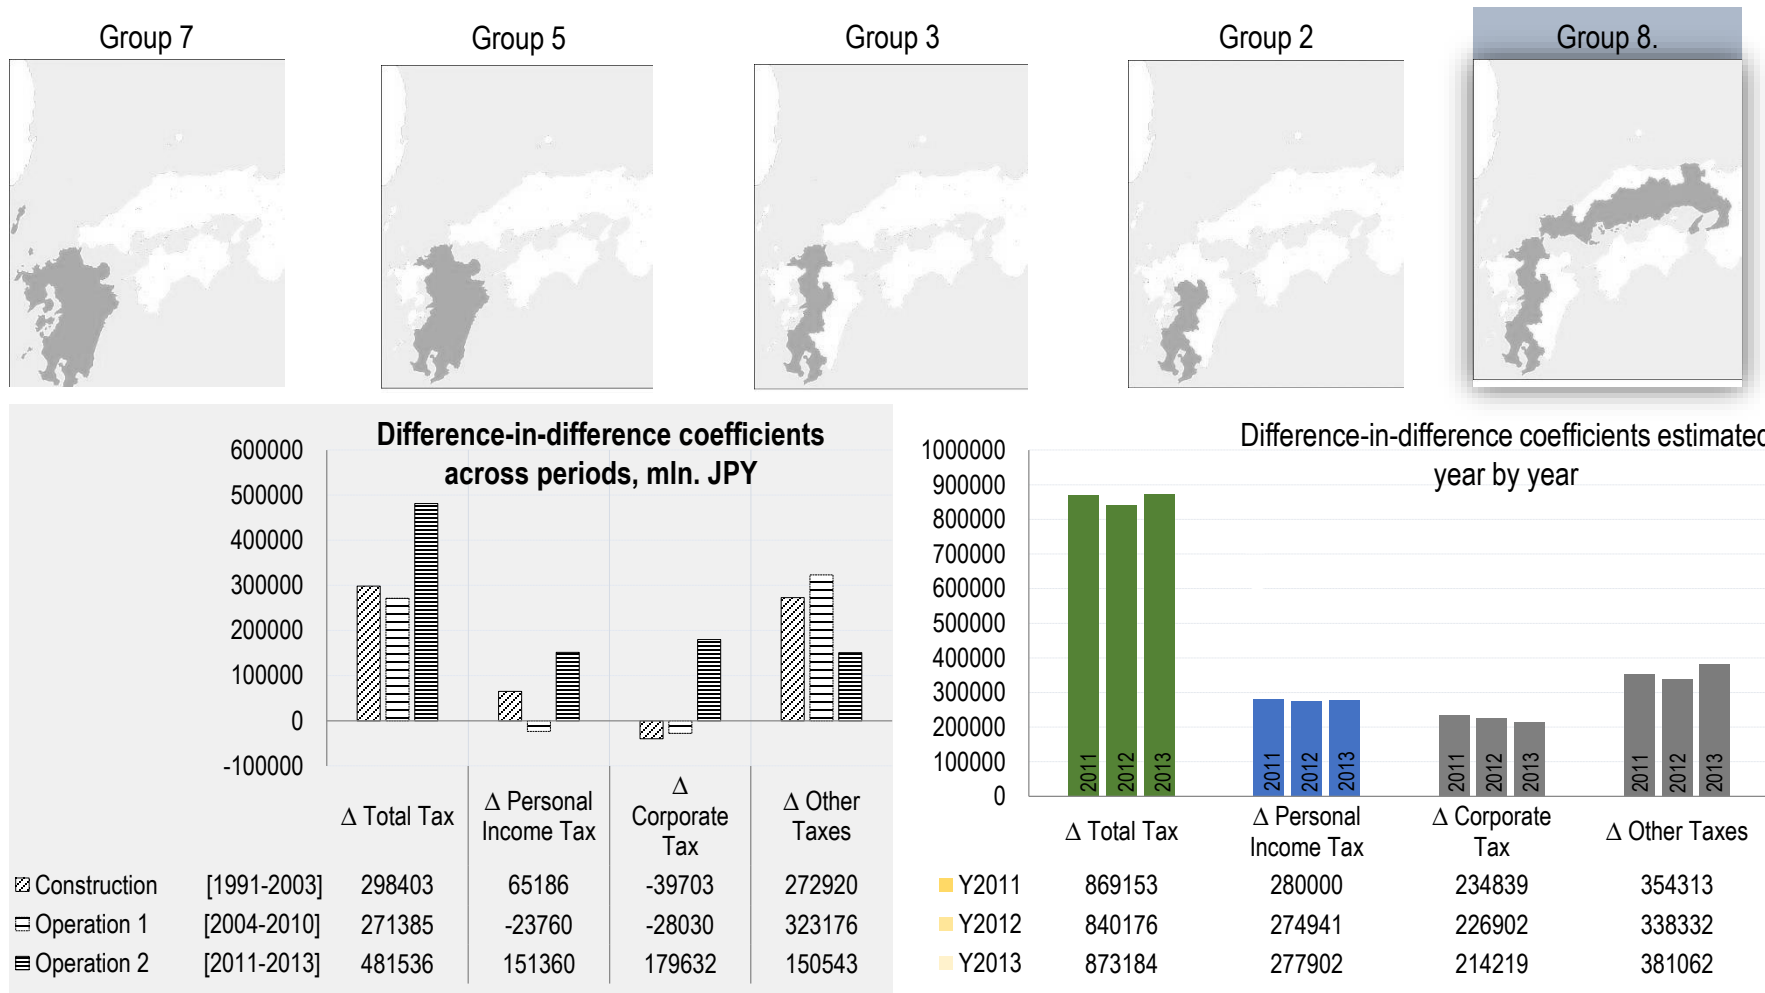 Group 7
Group 5
Group 3
Group 2
Group 8.
Difference-in-difference coefficients
across periods, mln. JPY
600000
500000
400000
300000
200000
100000
0
-100000
Δ Total Tax
Δ Personal
Income Tax
Δ
Corporate
Tax
Δ Other
Taxes
Construction [1991-2003] 298403 65186 -39703 272920
Operation 1 [2004-2010] 271385 -23760 -28030 323176
Operation 2 [2011-2013] 481536 151360 179632 150543
Difference-in-difference coefficients estimated
year by year
1000000
900000
800000
700000
600000
500000
400000
300000
200000
100000
0
2011
2012
2013
2011
2012
2013
2011
2012
2013
2011
2012
2013
Δ Total Tax
Δ Personal
Income Tax
Δ Corporate
Tax
Δ Other Taxes
Y2011 869153 280000 234839 354313
Y2012 840176 274941 226902 338332
Y2013 873184 277902 214219 381062